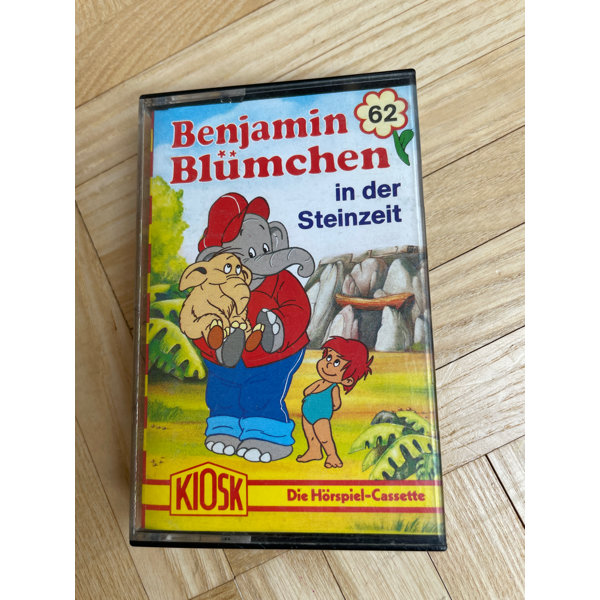 Benjamin
Blümchen
62
in der
Steinzeit
KIOSK
Die Hörspiel-Cassette